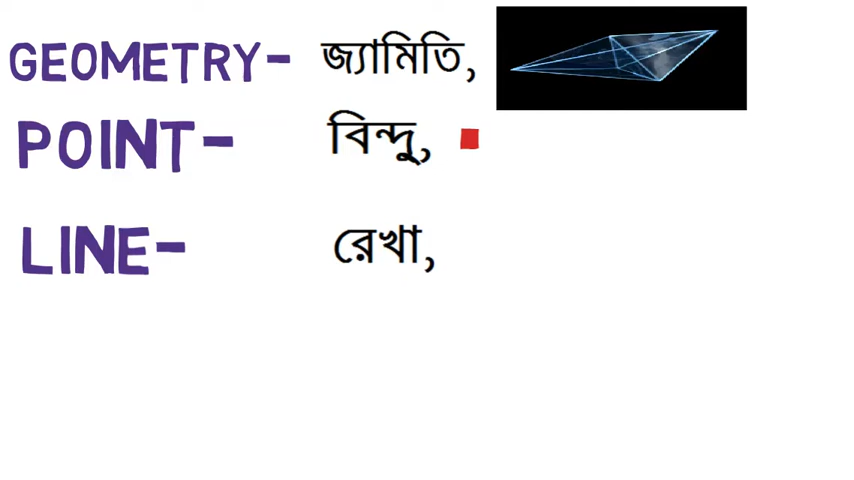 GEOMETRY- জ্যামিতি,
POINT- বিন্দু,
LINE- রেখা,